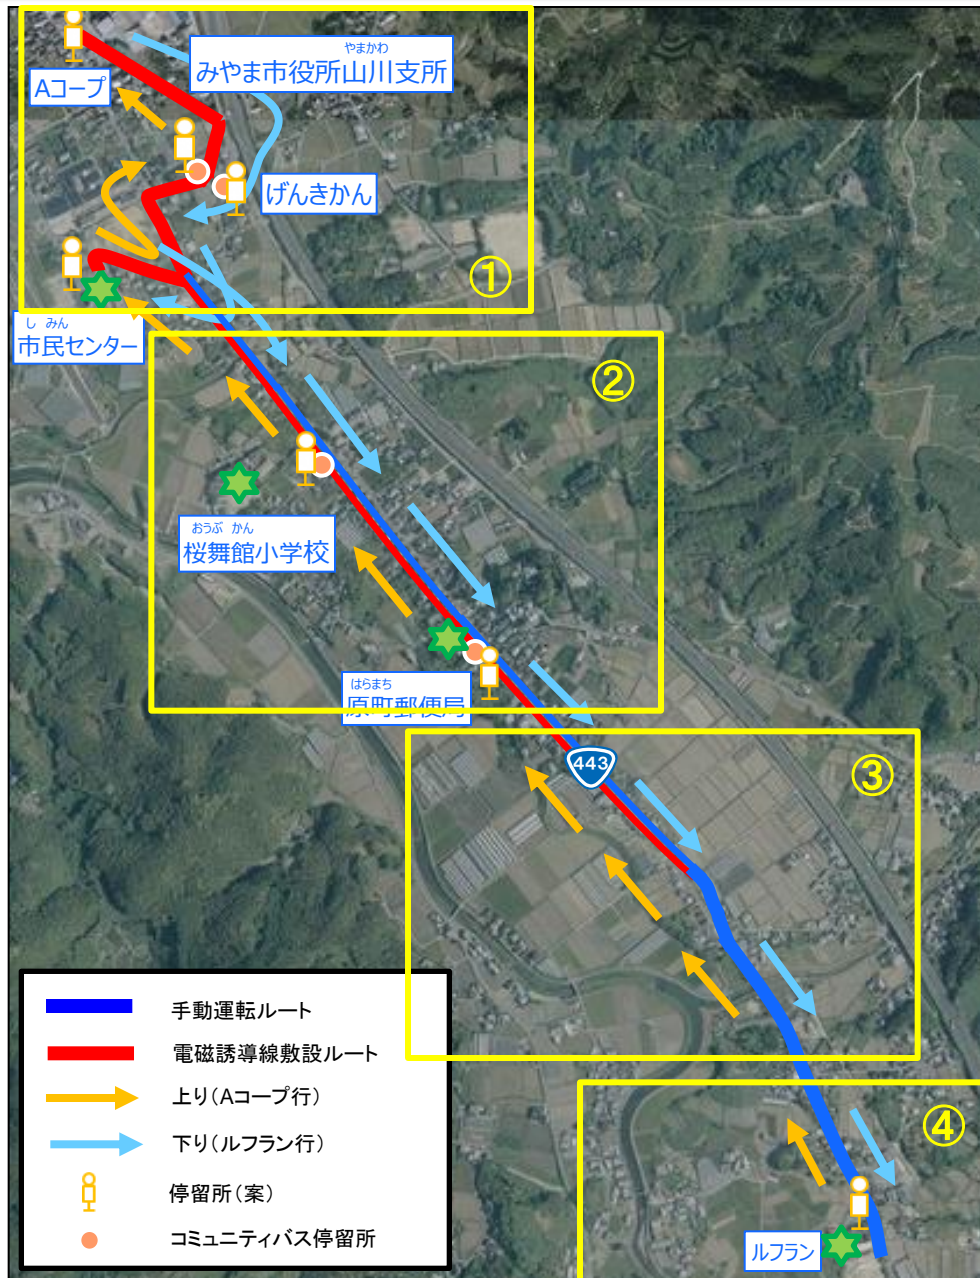 やまかわ
みやま市役所山川支所
Aコープ
げんきかん
①
し みん
市民センター
②
おうぶ かん
桜舞館小学校
はらまち
原町郵便局
443
③
手動運転ルート
電磁誘導線敷設ルート
上り(Aコープ行)
下り(ルフラン行)
停留所(案)
コミュニティバス停留所
④
ルフラン